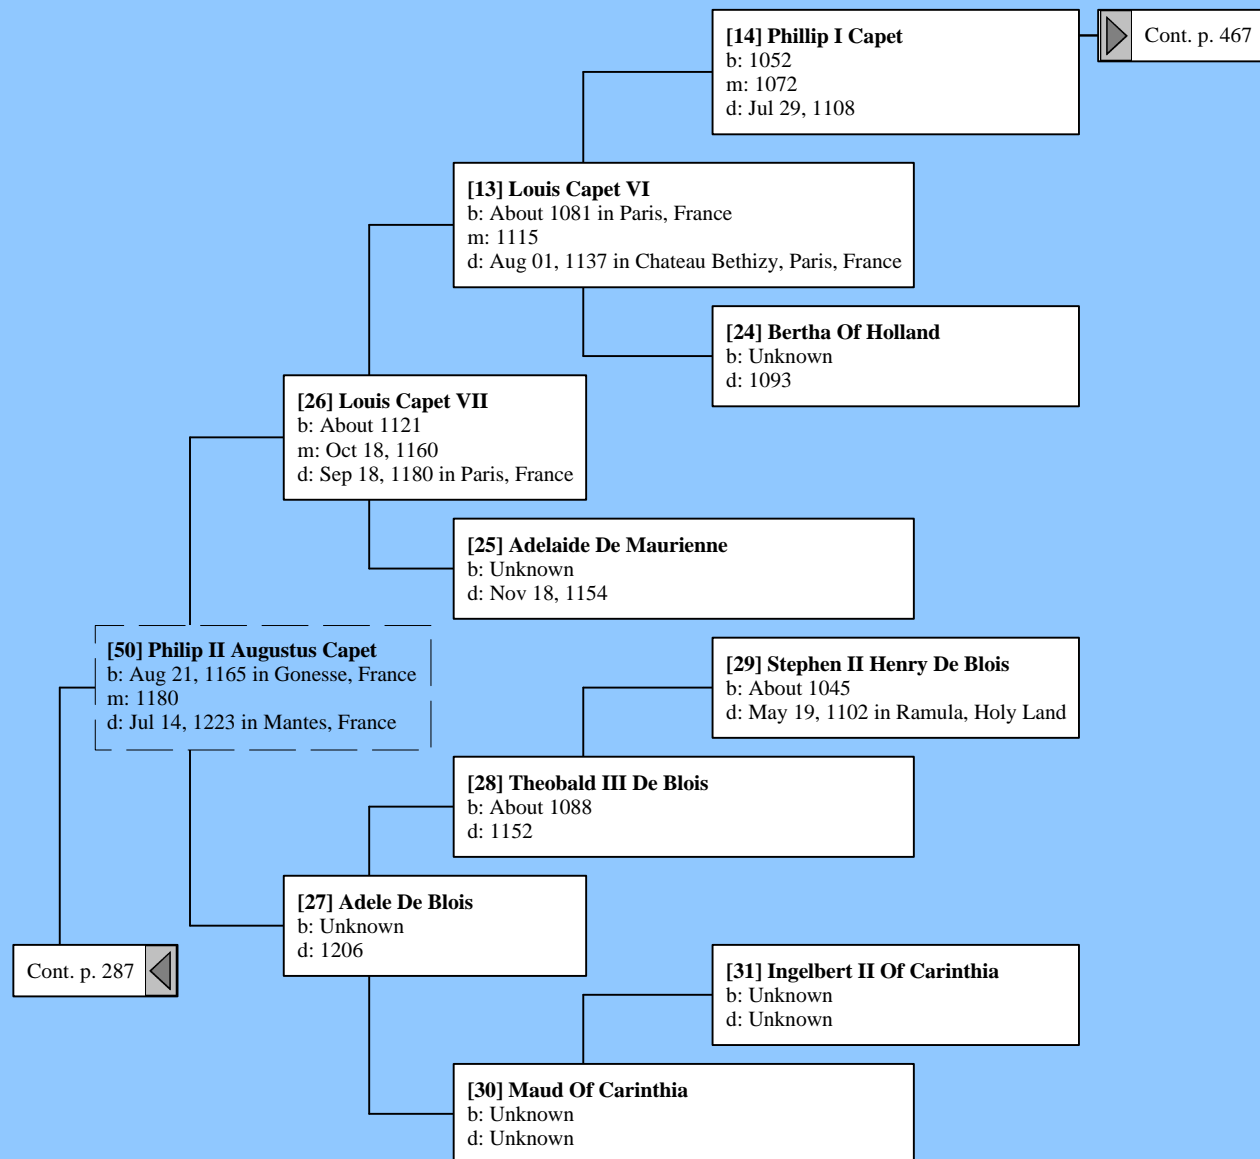 [14] Phillip I Capet
b: 1052
m: 1072
d: Jul 29, 1108
Cont. p. 467
[13] Louis Capet VI
b: About 1081 in Paris, France
m: 1115
d: Aug 01, 1137 in Chateau Bethizy, Paris, France
[24] Bertha Of Holland
b: Unknown
d: 1093
[26] Louis Capet VII
b: About 1121
m: Oct 18, 1160
d: Sep 18, 1180 in Paris, France
[25] Adelaide De Maurienne
b: Unknown
d: Nov 18, 1154
[50] Philip II Augustus Capet
b: Aug 21, 1165 in Gonesse, France
m: 1180
d: Jul 14, 1223 in Mantes, France
[29] Stephen II Henry De Blois
b: About 1045
d: May 19, 1102 in Ramula, Holy Land
[28] Theobald III De Blois
b: About 1088
d: 1152
[27] Adele De Blois
b: Unknown
d: 1206
Cont. p. 287
[31] Ingelbert II Of Carinthia
b: Unknown
d: Unknown
[30] Maud Of Carinthia
b: Unknown
d: Unknown